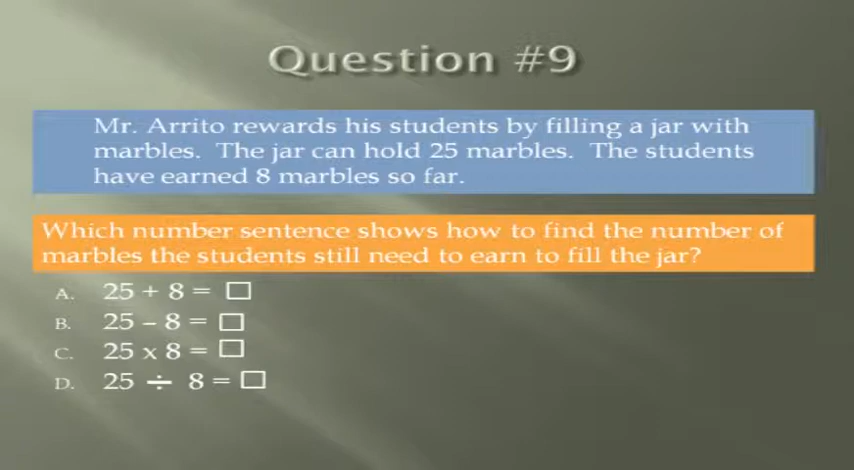 Question #9
Mr. Arrito rewards his students by filling a jar with
marbles. The jar can hold 25 marbles. The students
have earned 8 marbles so far.
Which number sentence shows how to find the number of
marbles the students still need to earn to fill the jar?
A. 25 + 8 = □
B. 25 – 8 = □
C. 25 x 8 = □
D. 25 ÷ 8 = □